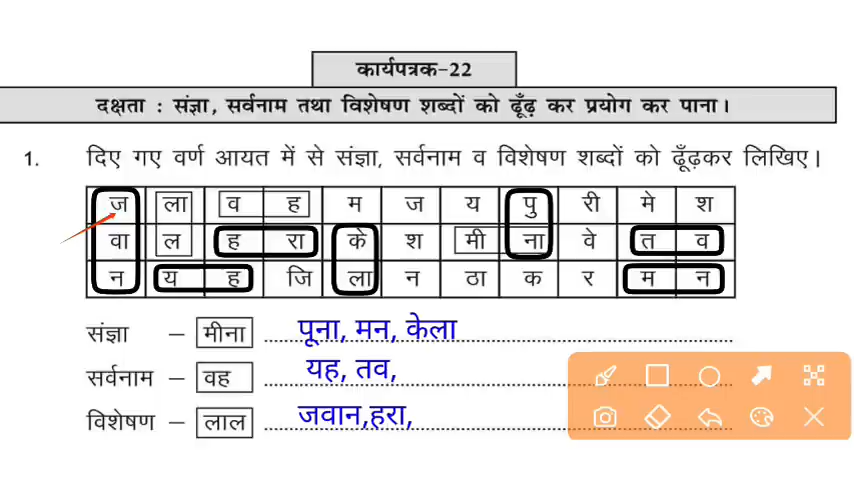 कार्यपत्रक-22
दक्षता : संज्ञा, सर्वनाम तथा विशेषण शब्दों को ढूँढ़ कर प्रयोग कर पाना।
1. दिए गए वर्ण आयत में से संज्ञा, सर्वनाम व विशेषण शब्दों को ढूँढ़कर लिखिए।
ज ला व ह म ज य पु री मे श
वा ल ह रा के श मी ना वे त व
न य ह जि ला न ठा क र म न
संज्ञा – मीना पूना, मन, केला
सर्वनाम – वह यह, तव,
विशेषण – लाल जवान,हरा,